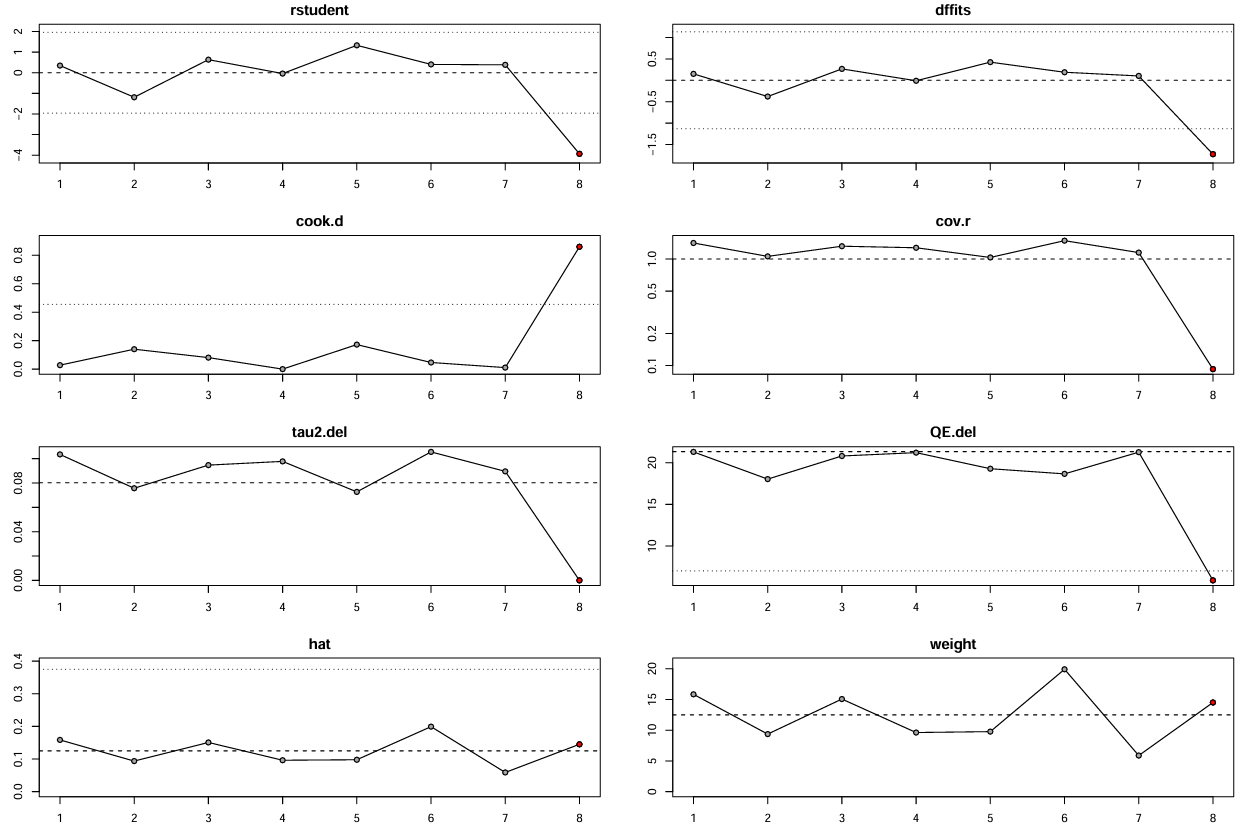 rstudent
2
1
0
−2
−4
1 2 3 4 5 6 7 8
dffits
0.5
−0.5
−1.5
1 2 3 4 5 6 7 8
cook.d
0.8
0.6
0.4
0.2
0.0
1 2 3 4 5 6 7 8
cov.r
1.0
0.5
0.2
0.1
1 2 3 4 5 6 7 8
tau2.del
0.08
0.04
0.00
1 2 3 4 5 6 7 8
QE.del
20
15
10
1 2 3 4 5 6 7 8
hat
0.4
0.3
0.2
0.1
0.0
1 2 3 4 5 6 7 8
weight
20
15
10
5
0
1 2 3 4 5 6 7 8